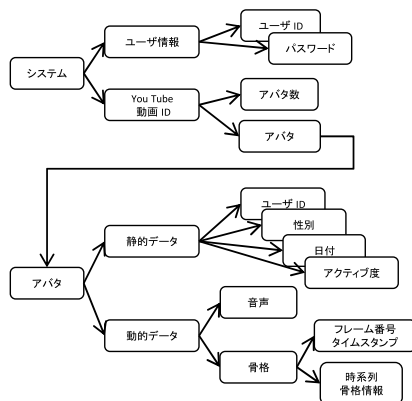 ユーザ ID
ユーザ情報
パスワード
システム
You Tube
動画 ID
アバタ数
アバタ
ユーザ ID
性別
静的データ
日付
アクティブ度
アバタ
音声
動的データ
フレーム番号
タイムスタンプ
骨格
時系列
骨格情報